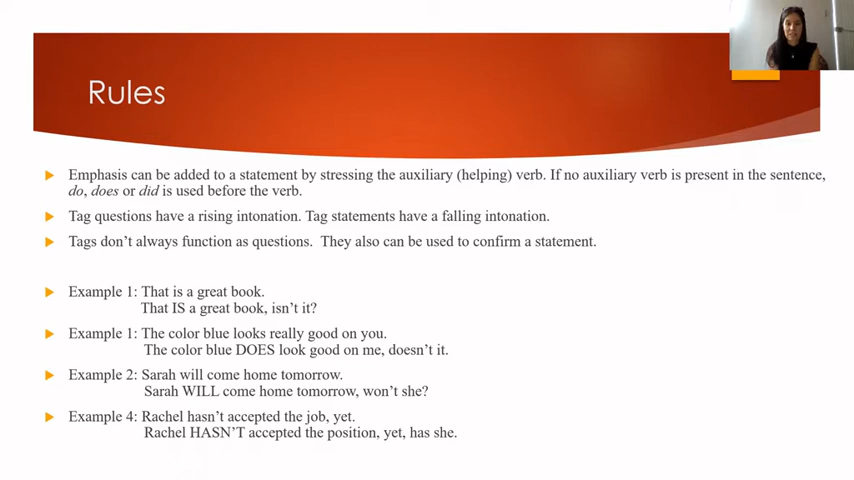 Rules
Emphasis can be added to a statement by stressing the auxiliary (helping) verb. If no auxiliary verb is present in the sentence,
do, does or did is used before the verb.
Tag questions have a rising intonation. Tag statements have a falling intonation.
Tags don't always function as questions.  They also can be used to confirm a statement.
Example 1: That is a great book.
That IS a great book, isn't it?
Example 1: The color blue looks really good on you.
The color blue DOES look good on me, doesn't it.
Example 2: Sarah will come home tomorrow.
Sarah WILL come home tomorrow, won't she?
Example 4: Rachel hasn't accepted the job, yet.
Rachel HASN'T accepted the position, yet, has she.